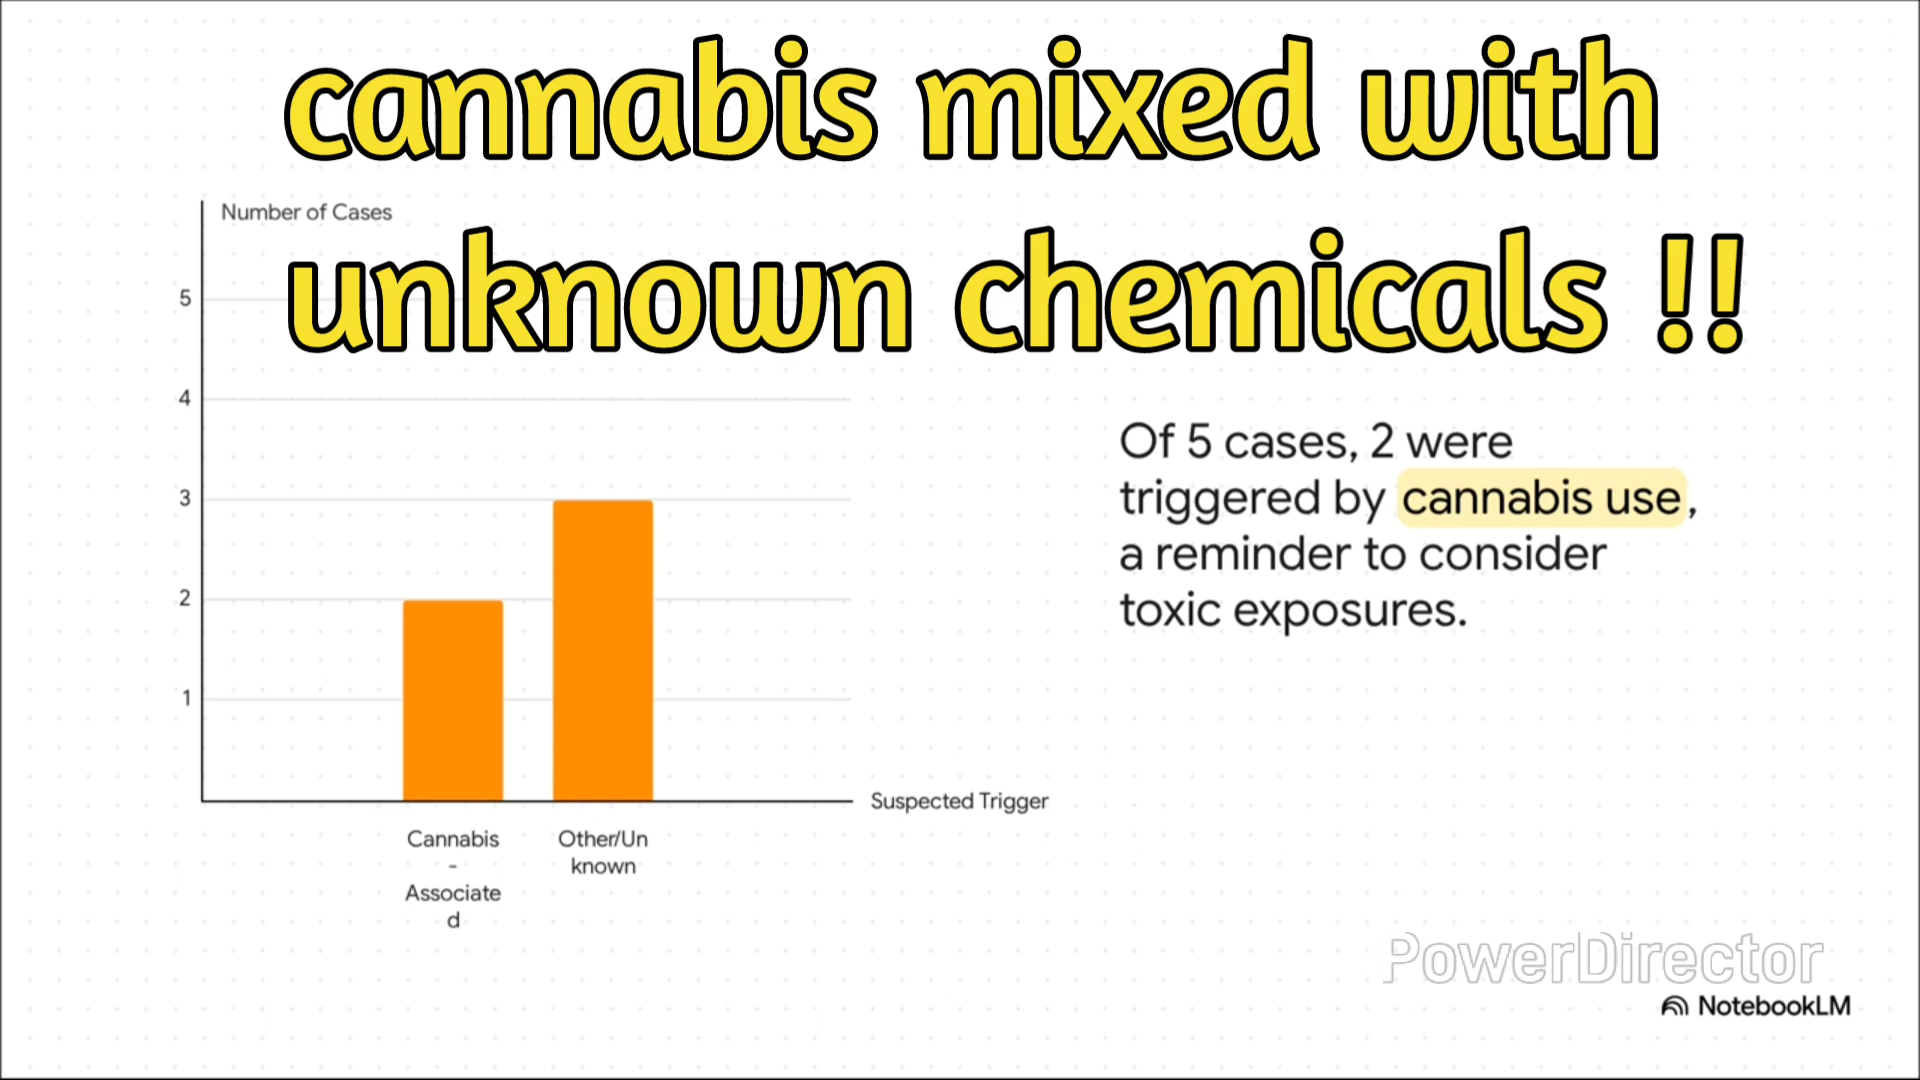 cannabis mixed with
unknown chemicals !!
Number of Cases
5
4
3
2
1
Cannabis
-
Associate
d
Other/Un
known
Suspected Trigger
Of 5 cases, 2 were
triggered by cannabis use,
a reminder to consider
toxic exposures.
PowerDirector
NotebookLM